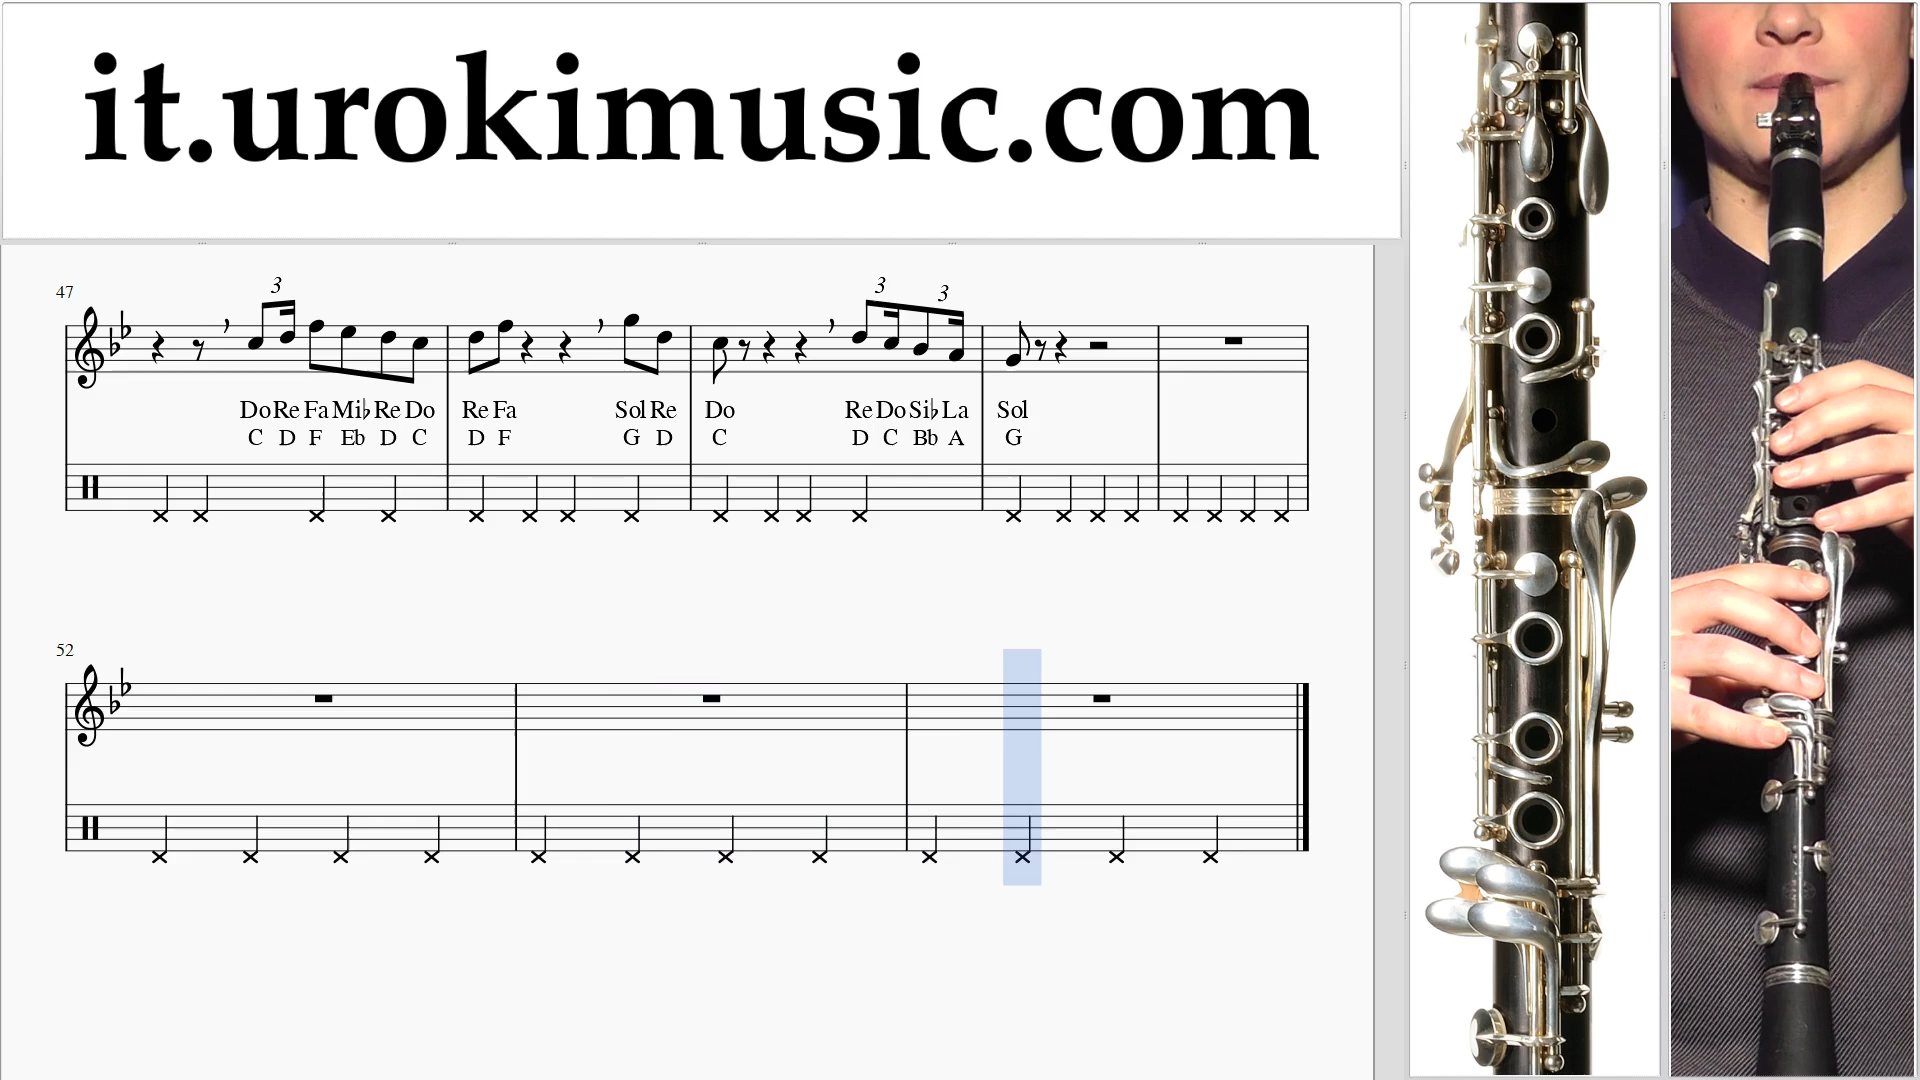 it.urokimusic.com
47
3 3 3
Do Re Fa Mi♭ Re Do Re Fa Sol Re Do Re Do Si♭ La Sol
C D F Eb D C D F G D C D C Bb A G
52